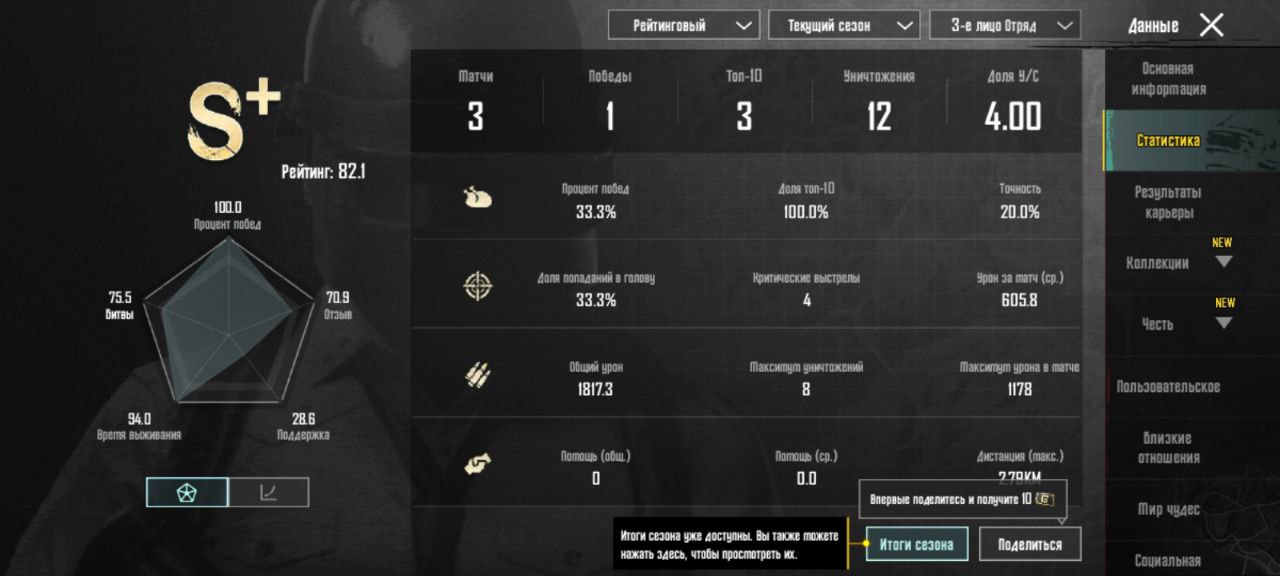 Рейтинговый
Текущий сезон
3-е лицо Отряд
Данные
S+
Рейтинг: 82.1
100.0
Процент побед
75.5
Битвы
70.9
Отзыв
94.0
Время выживания
28.6
Поддержка
Матчи
Победы
Топ-10
Уничтожения
Доля У/С
3
1
3
12
4.00
Процент побед
Доля топ-10
Точность
33.3%
100.0%
20.0%
Доля попаданий в голову
Критические выстрелы
Урон за матч (ср.)
33.3%
4
605.8
Общий урон
Максимум уничтожений
Максимум урона в матче
1817.3
8
1178
Помощь (общ.)
Помощь (ср.)
Дистанция (макс.)
0
0.0
2.79КМ
Впервые поделитесь и получите 10
Итоги сезона уже доступны. Вы также можете
нажать здесь, чтобы просмотреть их.
Итоги сезона
Поделиться
Основная
информация
Статистика
Результаты
карьеры
NEW
Коллекции
NEW
Честь
Пользовательское
Близкие
отношения
Мир чудес
Социальная